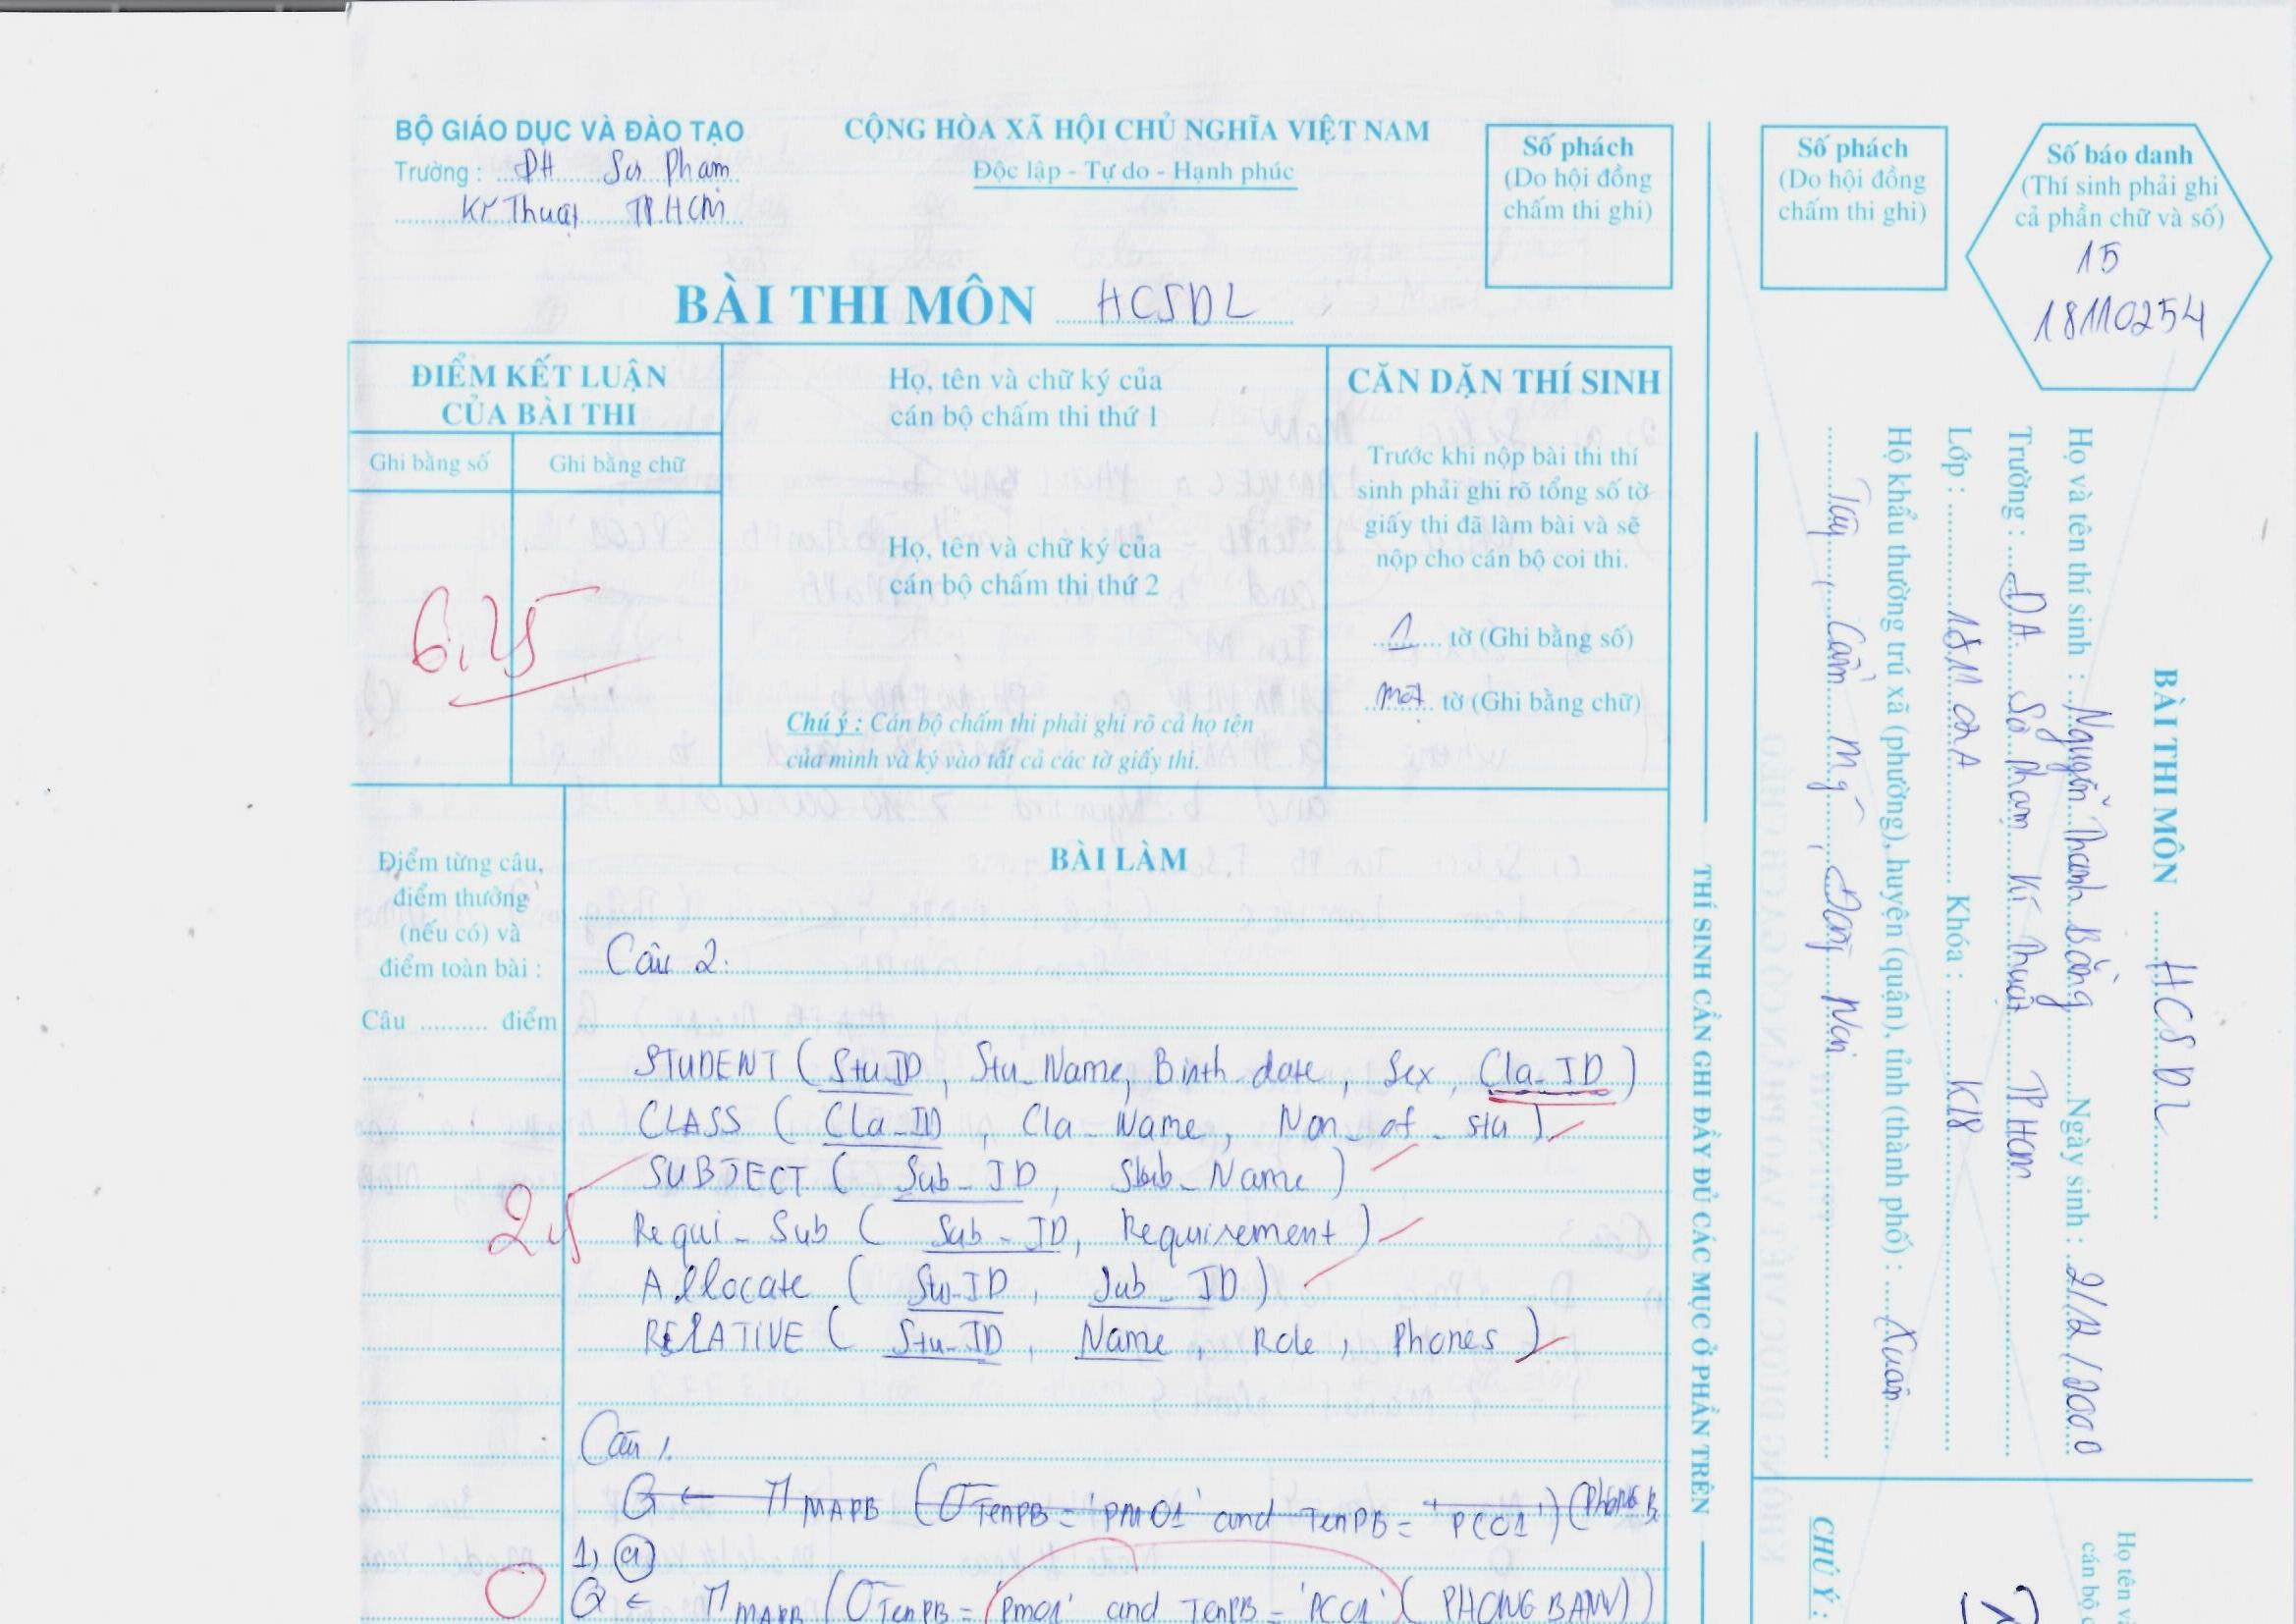 BỘ GIÁO DỤC VÀ ĐÀO TẠO
Trường : ĐH Sư Phạm
Kỹ Thuật TP HCM
CỘNG HÒA XÃ HỘI CHỦ NGHĨA VIỆT NAM
Độc lập - Tự do - Hạnh phúc
Số phách
(Do hội đồng
chấm thi ghi)
BÀI THI MÔN HCSDL
ĐIỂM KẾT LUẬN
CỦA BÀI THI
Ghi bằng số
Ghi bằng chữ
6.25
Họ, tên và chữ ký của
cán bộ chấm thi thứ 1
Họ, tên và chữ ký của
cán bộ chấm thi thứ 2
Chú ý : Cán bộ chấm thi phải ghi rõ cả họ tên
của mình và ký vào tất cả các tờ giấy thi.
CĂN DẶN THÍ SINH
Trước khi nộp bài thi thí
sinh phải ghi rõ tổng số tờ
giấy thi đã làm bài và sẽ
nộp cho cán bộ coi thi.
1 tờ (Ghi bằng số)
một tờ (Ghi bằng chữ)
Điểm từng câu,
điểm thưởng
(nếu có) và
điểm toàn bài :
Câu .......... điểm
BÀI LÀM
Câu 2.
STUDENT ( Stu_ID, Stu_Name, Birth_date, Sex, Cla_ID )
CLASS ( Cla_ID, Cla_Name, Non_of_stu )
SUBJECT ( Sub_ID, Sub_Name )
2,5
Requi_Sub ( Sub_ID, Requirement )
Allocate ( Stu_ID, Sub_ID )
RELATIVE ( Stu_ID, Name, Role, Phones )
Câu 1.
Q ← π MAPB (σ TenPB = 'PM01' and TenPB = 'PC01') (
1, a
Q ← π MAPB (σ TenPB = 'Pm01' and TenPB = 'PC01' ( PHONGBAN))
THÍ SINH CẦN GHI ĐẦY ĐỦ CÁC MỤC Ở PHẦN TRÊN
Số phách
(Do hội đồng
chấm thi ghi)
Số báo danh
(Thí sinh phải ghi
cả phần chữ và số)
15
18110254
BÀI THI MÔN HCSDL
Họ và tên thí sinh : Nguyễn Thanh Bằng Ngày sinh : 21/12/2000
Trường : ĐH Sư Phạm Kĩ Thuật TP HCM
Lớp : 18110 Khóa : K18
Hộ khẩu thường trú xã (phường), huyện (quận), tỉnh (thành phố) : Xuân
Tây, Cẩm Mỹ, Đồng Nai
CHÚ Ý :
Họ tên
cán bộ